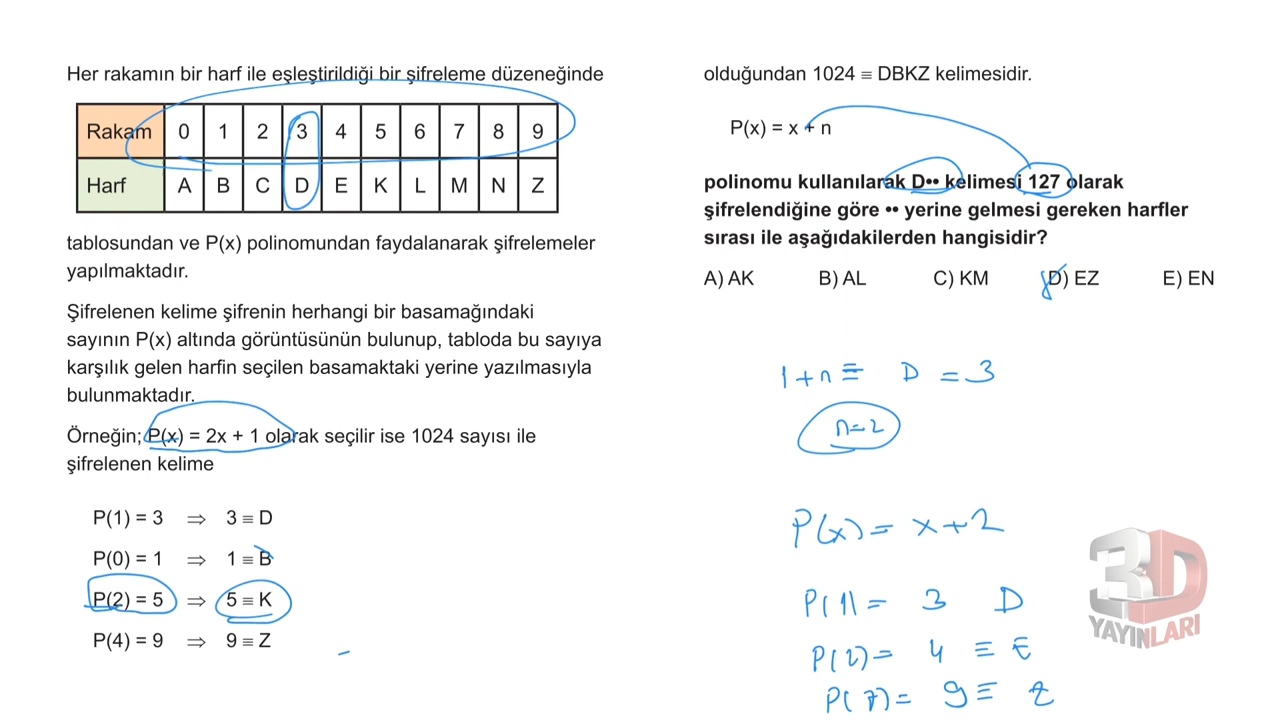 Her rakamın bir harf ile eşleştirildiği bir şifreleme düzeneğinde
Rakam 0 1 2 3 4 5 6 7 8 9
Harf A B C D E K L M N Z
tablosundan ve P(x) polinomundan faydalanarak şifrelemeler
yapılmaktadır.
Şifrelenen kelime şifrenin herhangi bir basamağındaki
sayının P(x) altında görüntüsünün bulunup, tabloda bu sayıya
karşılık gelen harfin seçilen basamaktaki yerine yazılmasıyla
bulunmaktadır.
Örneğin; P(x) = 2x + 1 olarak seçilir ise 1024 sayısı ile
şifrelenen kelime
P(1) = 3 ⇒ 3 ≡ D
P(0) = 1 ⇒ 1 ≡ B
P(2) = 5 ⇒ 5 ≡ K
P(4) = 9 ⇒ 9 ≡ Z
olduğundan 1024 ≡ DBKZ kelimesidir.
P(x) = x + n
polinomu kullanılarak D•• kelimesi 127 olarak
şifrelendiğine göre •• yerine gelmesi gereken harfler
sırası ile aşağıdakilerden hangisidir?
A) AK B) AL C) KM D) EZ E) EN
1+n ≡ D = 3
n=2
P(x) = x+2
P(1) = 3 D
P(2) = 4 ≡ E
P(7) = 9 ≡ Z
3D
YAYINLARI